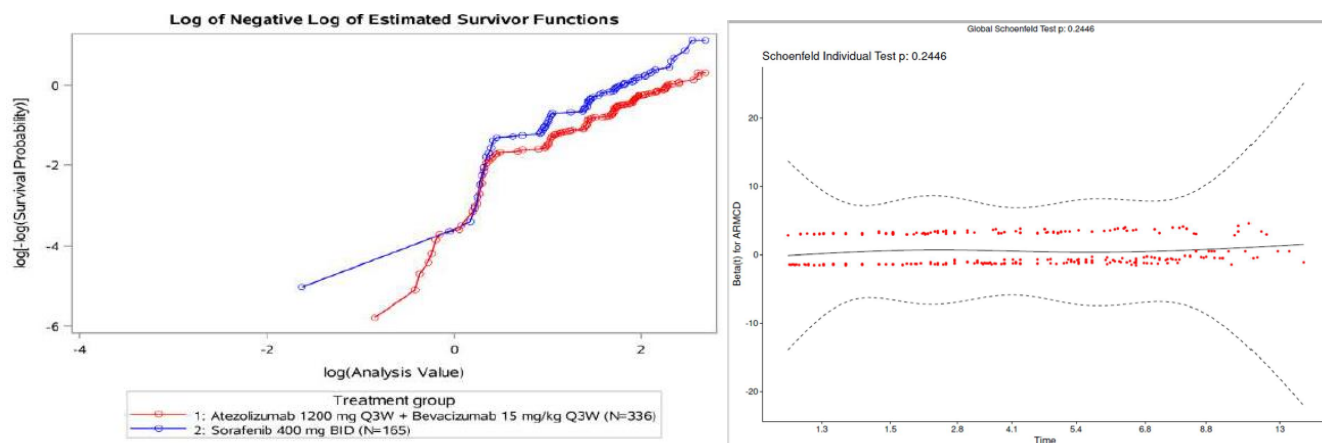 Log of Negative Log of Estimated Survivor Functions
log[-log(Survival Probability)]
0
-2
-4
-6
-4
-2
0
2
log(Analysis Value)
Treatment group
1: Atezolizumab 1200 mg Q3W + Bevacizumab 15 mg/kg Q3W (N=336)
2: Sorafenib 400 mg BID (N=165)
Global Schoenfeld Test p: 0.2446
Schoenfeld Individual Test p: 0.2446
Beta(t) for ARMCD
20
10
0
-10
-20
1.3
1.5
2.8
4.1
5.4
6.8
8.8
13
Time